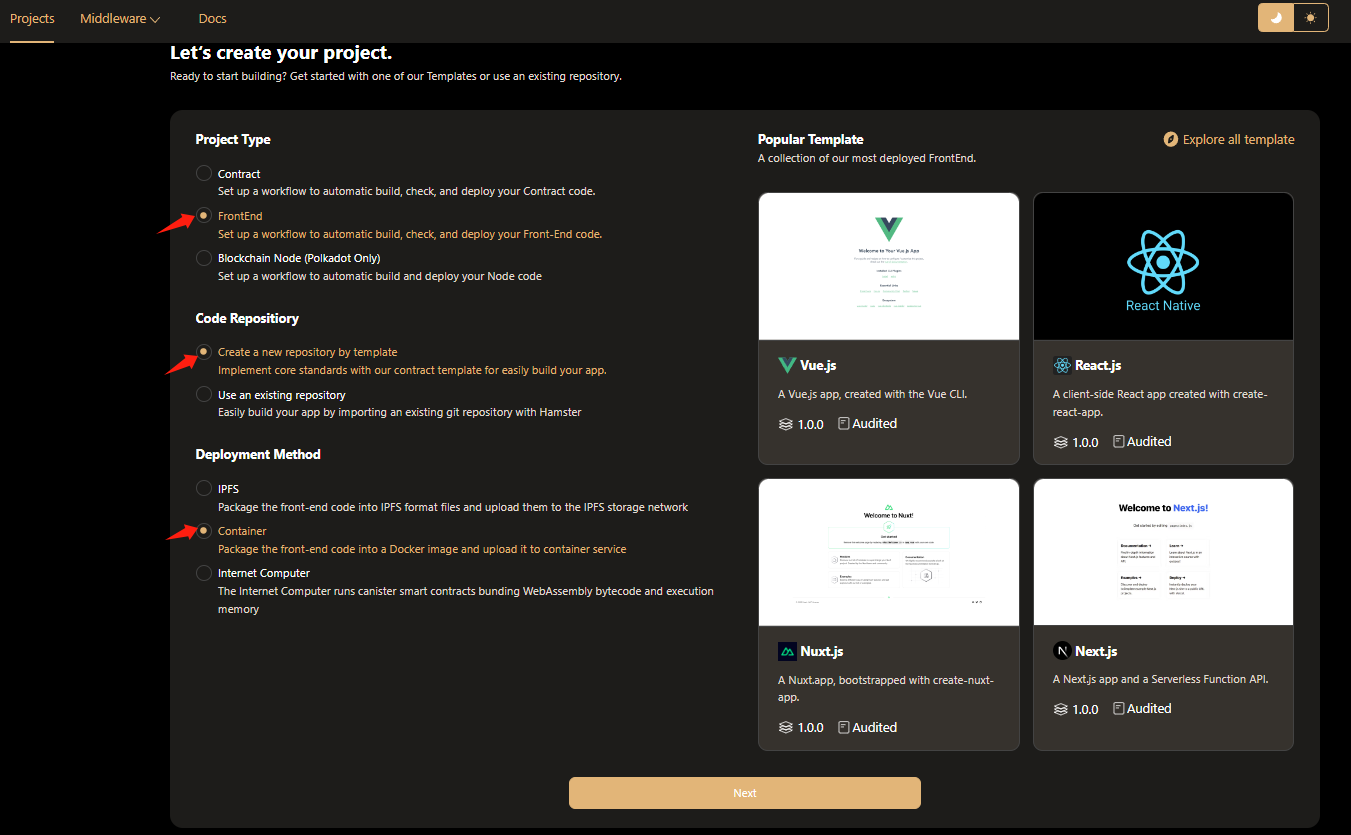 Projects
Middleware
Docs
Let's create your project.
Ready to start building? Get started with one of our Templates or use an existing repository.
Project Type
Contract
Set up a workflow to automatic build, check, and deploy your Contract code.
FrontEnd
Set up a workflow to automatic build, check, and deploy your Front-End code.
Blockchain Node (Polkadot Only)
Set up a workflow to automatic build and deploy your Node code
Code Repositiory
Create a new repository by template
Implement core standards with our contract template for easily build your app.
Use an existing repository
Easily build your app by importing an existing git repository with Hamster
Deployment Method
IPFS
Package the front-end code into IPFS format files and upload them to the IPFS storage network
Container
Package the front-end code into a Docker image and upload it to container service
Internet Computer
The Internet Computer runs canister smart contracts bunding WebAssembly bytecode and execution
memory
Popular Template
Explore all template
A collection of our most deployed FrontEnd.
Welcome to Your Vue.js App
Vue.js
A Vue.js app, created with the Vue CLI.
1.0.0
Audited
React Native
React.js
A client-side React app created with create-
react-app.
1.0.0
Audited
Welcome to Nuxt!
Nuxt.js
A Nuxt.app, bootstrapped with create-nuxt-
app.
1.0.0
Audited
Welcome to Next.js!
Documentation →
Learn →
Examples →
Deploy →
Next.js
A Next.js app and a Serverless Function API.
1.0.0
Audited
Next